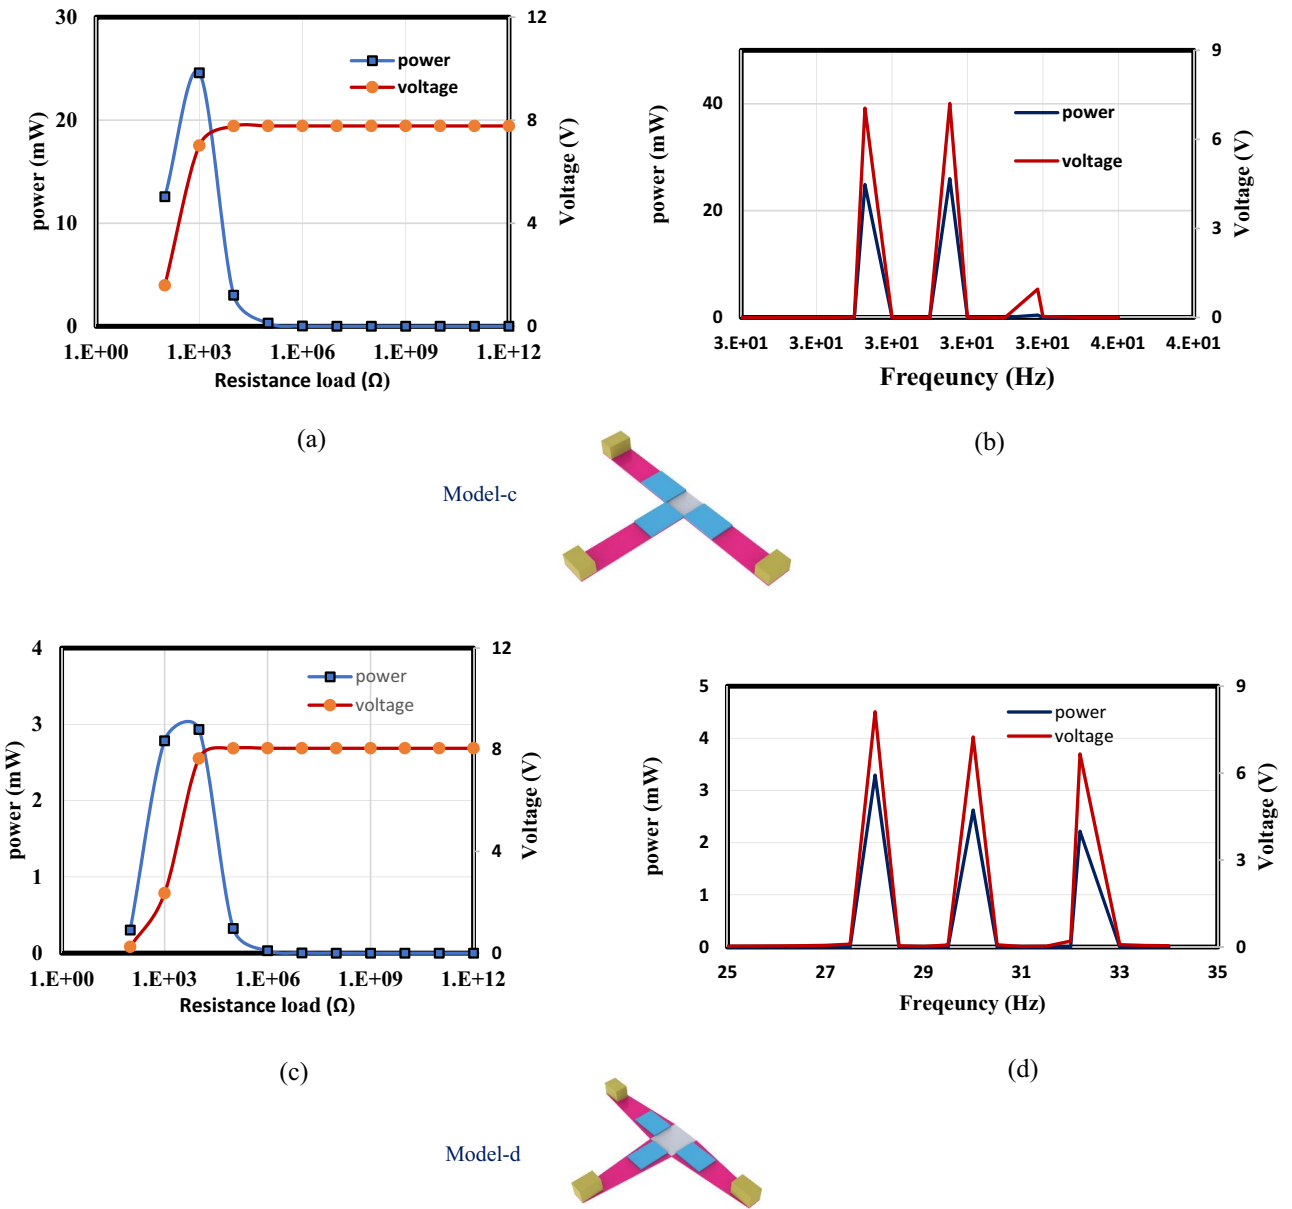 30
20
10
0
power (mW)
12
8
4
0
Voltage (V)
power
voltage
1.E+00 1.E+03 1.E+06 1.E+09 1.E+12
Resistance load (Ω)
(a)
40
20
0
power (mW)
9
6
3
0
Voltage (V)
power
voltage
3.E+01 3.E+01 3.E+01 3.E+01 3.E+01 4.E+01 4.E+01
Freqeuncy (Hz)
(b)
Model-c
4
3
2
1
0
power (mW)
12
8
4
0
Voltage (V)
power
voltage
1.E+00 1.E+03 1.E+06 1.E+09 1.E+12
Resistance load (Ω)
(c)
5
4
3
2
1
0
power (mW)
9
6
3
0
Voltage (V)
power
voltage
25 27 29 31 33 35
Freqeuncy (Hz)
(d)
Model-d